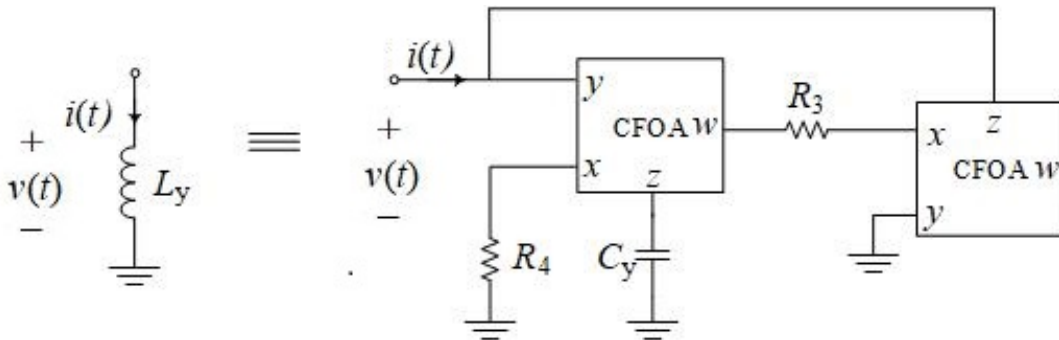 i(t)
+
v(t)
−
L_y
≡
i(t)
+
v(t)
−
y
CFOA w
x
z
R_3
R_4
C_y
x
z
CFOA w
y